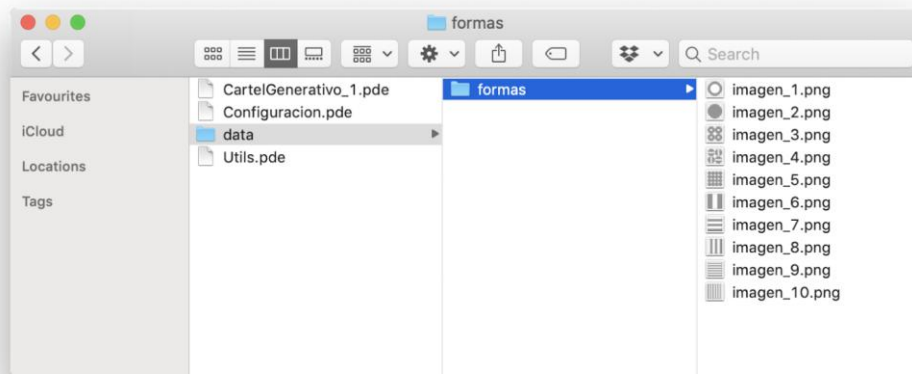 formas
Search
Favourites
iCloud
Locations
Tags
CartelGenerativo_1.pde
Configuracion.pde
data
Utils.pde
formas
imagen_1.png
imagen_2.png
imagen_3.png
imagen_4.png
imagen_5.png
imagen_6.png
imagen_7.png
imagen_8.png
imagen_9.png
imagen_10.png